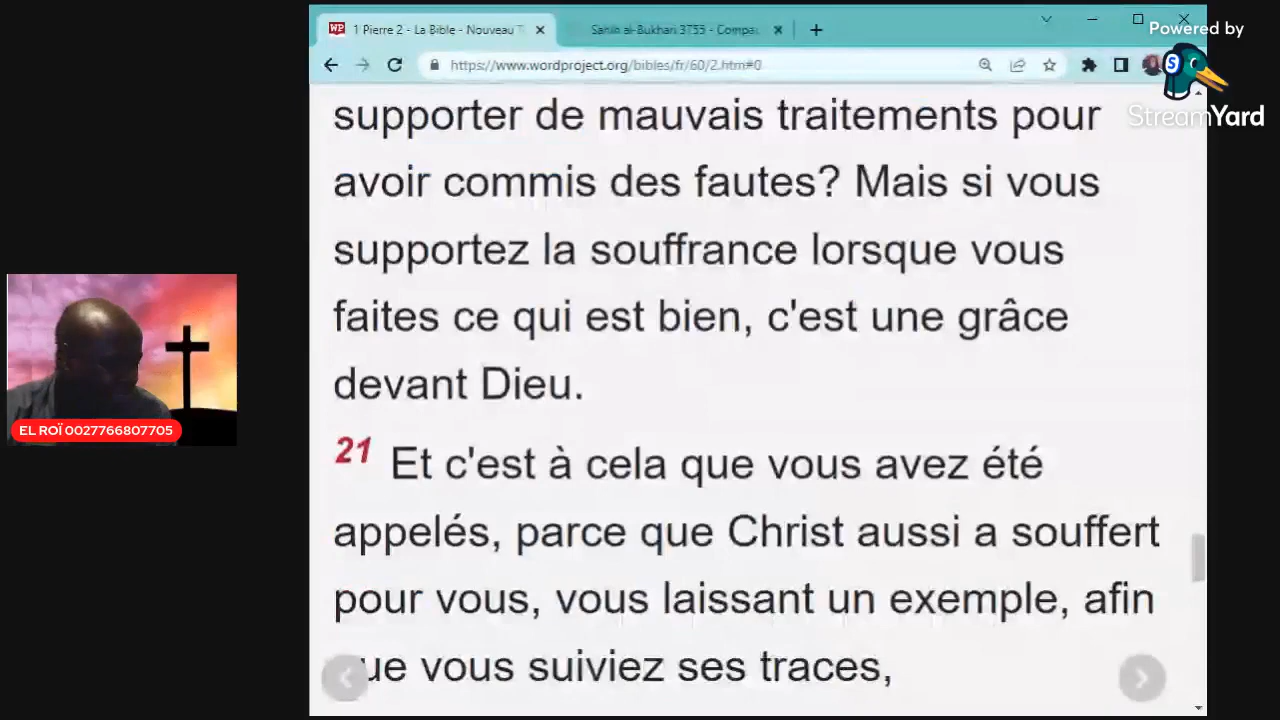 1 Pierre 2 - La Bible - Nouveau T
Sahih al-Bukhari 3755 - Compa
https://www.wordproject.org/bibles/fr/60/2.htm#0
Powered by
StreamYard
supporter de mauvais traitements pour
avoir commis des fautes? Mais si vous
supportez la souffrance lorsque vous
faites ce qui est bien, c'est une grâce
devant Dieu.
21 Et c'est à cela que vous avez été
appelés, parce que Christ aussi a souffert
pour vous, vous laissant un exemple, afin
ue vous suiviez ses traces,
EL ROÏ 0027766807705